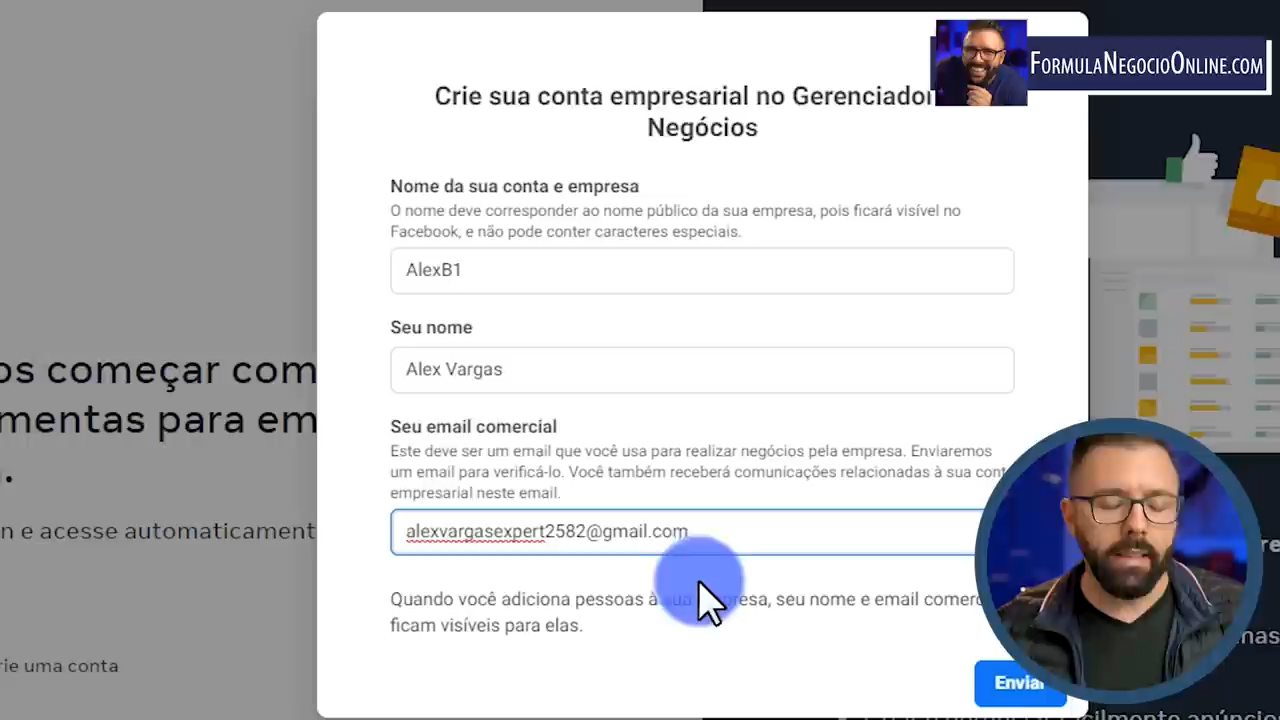 FORMULANEGOCIOONLINE.COM
Crie sua conta empresarial no Gerenciador
Negócios
Nome da sua conta e empresa
O nome deve corresponder ao nome público da sua empresa, pois ficará visível no
Facebook, e não pode conter caracteres especiais.
AlexB1
Seu nome
Alex Vargas
os começar com
mentas para em
.
Seu email comercial
Este deve ser um email que você usa para realizar negócios pela empresa. Enviaremos
um email para verificá-lo. Você também receberá comunicações relacionadas à sua cont
empresarial neste email.
n e acesse automaticament
alexvargasexpert2582@gmail.com
Quando você adiciona pessoas à sua empresa, seu nome e email comerc
ficam visíveis para elas.
rie uma conta
Enviar